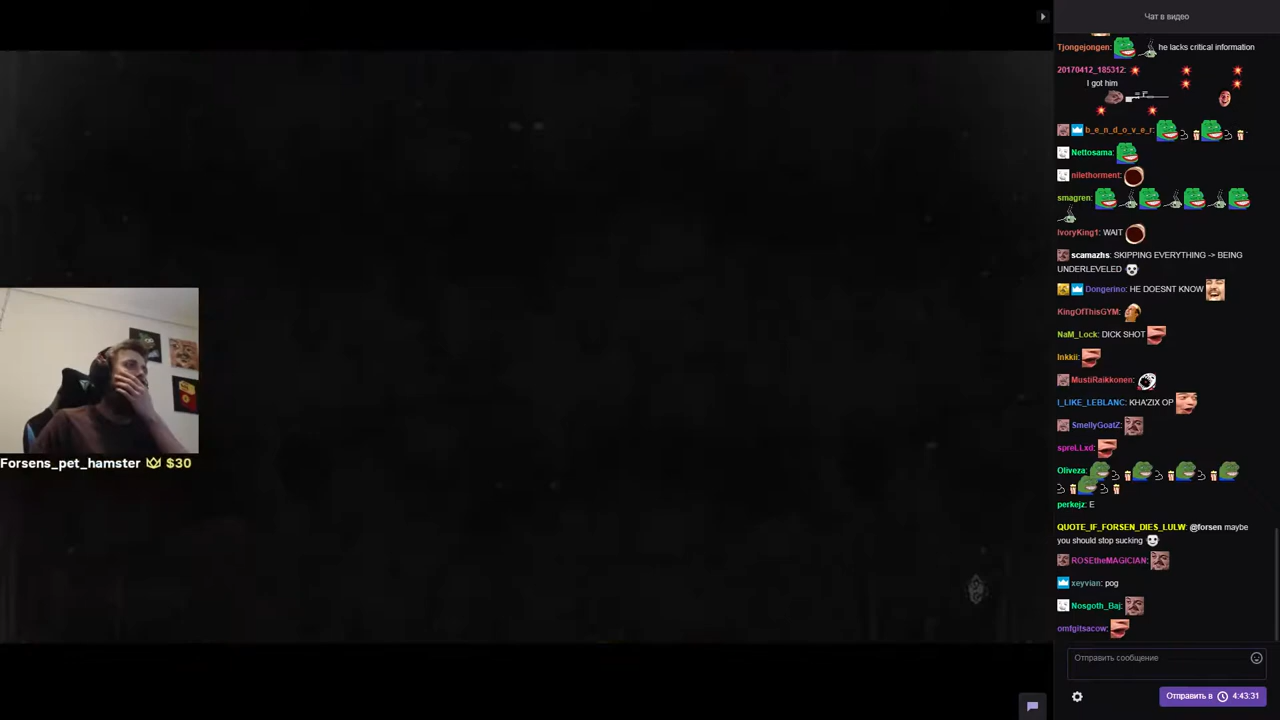 Чат в видео
Tjongejongen: he lacks critical information
20170412_185312:
I got him
b_e_n_d_o_v_e_r:
Nettosama:
nilethorment:
smagren:
IvoryKing1: WAIT
scamazhs: SKIPPING EVERYTHING -> BEING
UNDERLEVELED
Dongerino: HE DOESNT KNOW
KingOfThisGYM:
NaM_Lock: DICK SHOT
Inkkii:
MustiRaikkonen:
I_LIKE_LEBLANC: KHA'ZIX OP
SmellyGoatZ:
spreLLxd:
Oliveza:
perkejz: E
QUOTE_IF_FORSEN_DIES_LULW: @forsen maybe
you should stop sucking
ROSEtheMAGICIAN:
xeyvian: pog
Nosgoth_Baj:
omfgitsacow:
Forsens_pet_hamster $30
Отправить сообщение
Отправить в 4:43:31